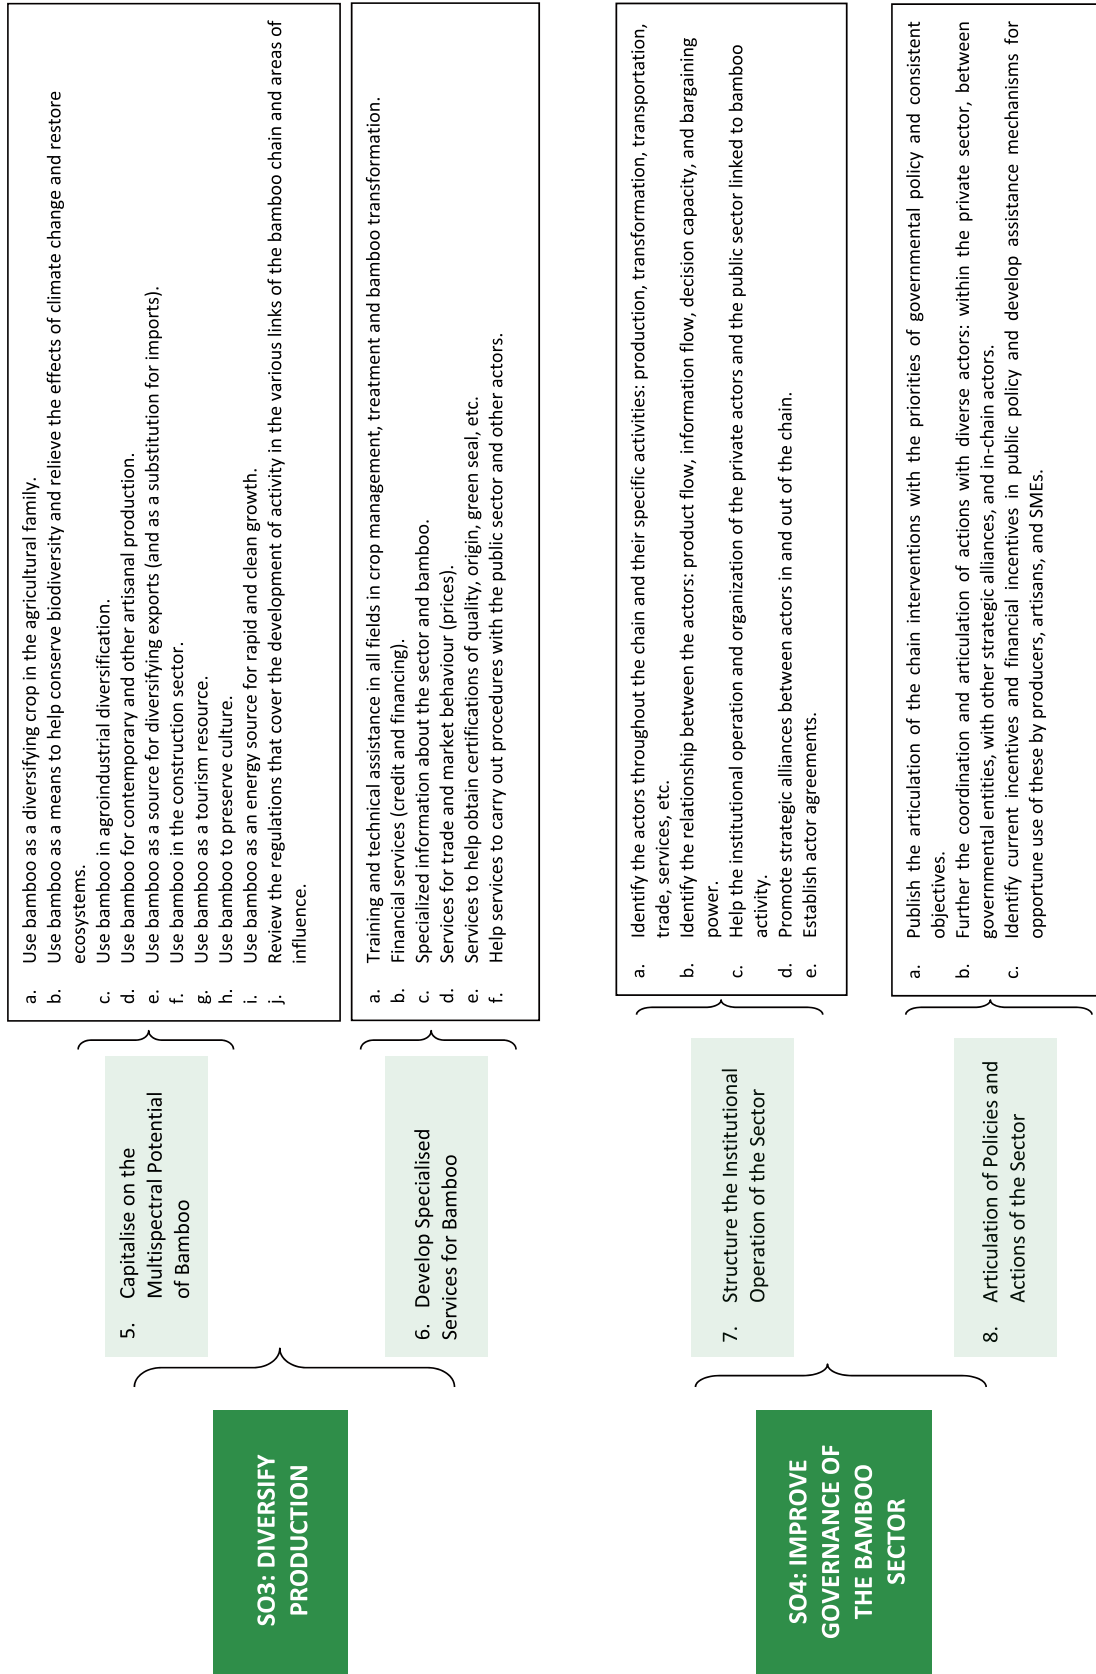 SO3: DIVERSIFY
PRODUCTION
5. Capitalise on the
Multispectral Potential
of Bamboo
a. Use bamboo as a diversifying crop in the agricultural family.
b. Use bamboo as a means to help conserve biodiversity and relieve the effects of climate change and restore
ecosystems.
c. Use bamboo in agroindustrial diversification.
d. Use bamboo for contemporary and other artisanal production.
e. Use bamboo as a source for diversifying exports (and as a substitution for imports).
f. Use bamboo in the construction sector.
g. Use bamboo as a tourism resource.
h. Use bamboo to preserve culture.
i. Use bamboo as an energy source for rapid and clean growth.
j. Review the regulations that cover the development of activity in the various links of the bamboo chain and areas of
influence.
6. Develop Specialised
Services for Bamboo
a. Training and technical assistance in all fields in crop management, treatment and bamboo transformation.
b. Financial services (credit and financing).
c. Specialized information about the sector and bamboo.
d. Services for trade and market behaviour (prices).
e. Services to help obtain certifications of quality, origin, green seal, etc.
f. Help services to carry out procedures with the public sector and other actors.
SO4: IMPROVE
GOVERNANCE OF
THE BAMBOO
SECTOR
7. Structure the Institutional
Operation of the Sector
a. Identify the actors throughout the chain and their specific activities: production, transformation, transportation,
trade, services, etc.
b. Identify the relationship between the actors: product flow, information flow, decision capacity, and bargaining
power.
c. Help the institutional operation and organization of the private actors and the public sector linked to bamboo
activity.
d. Promote strategic alliances between actors in and out of the chain.
e. Establish actor agreements.
8. Articulation of Policies and
Actions of the Sector
a. Publish the articulation of the chain interventions with the priorities of governmental policy and consistent
objectives.
b. Further the coordination and articulation of actions with diverse actors: within the private sector, between
governmental entities, with other strategic alliances, and in-chain actors.
c. Identify current incentives and financial incentives in public policy and develop assistance mechanisms for
opportune use of these by producers, artisans, and SMEs.